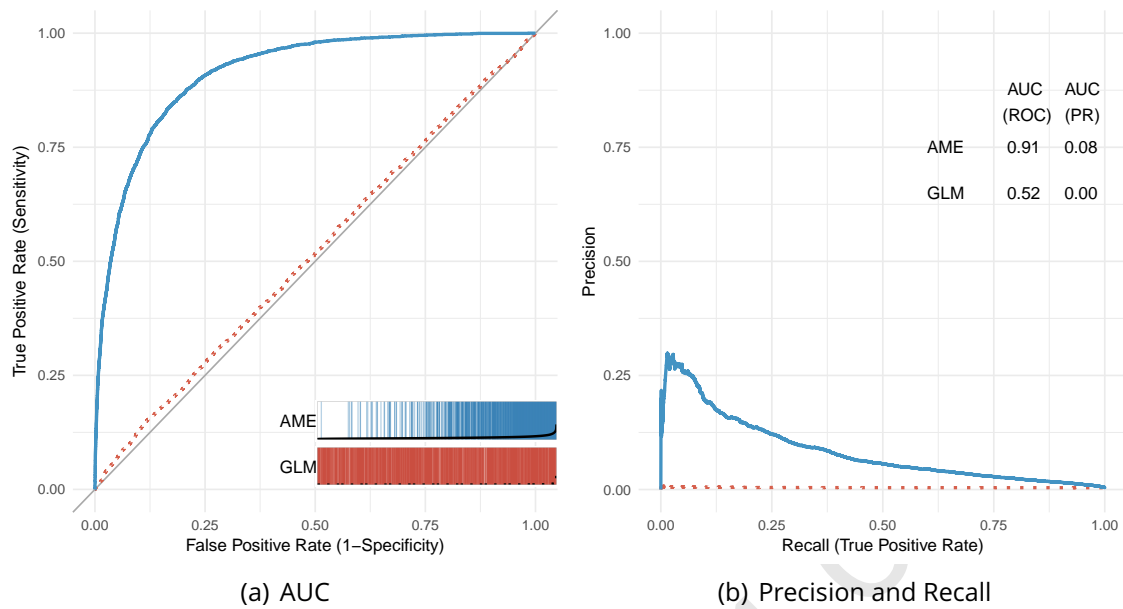 1.00
0.75
0.50
0.25
0.00
True Positive Rate (Sensitivity)
AME
GLM
0.00 0.25 0.50 0.75 1.00
False Positive Rate (1−Specificity)
(a) AUC
1.00
0.75
0.50
0.25
0.00
Precision
AUC AUC
(ROC) (PR)
AME 0.91 0.08
GLM 0.52 0.00
0.00 0.25 0.50 0.75 1.00
Recall (True Positive Rate)
(b) Precision and Recall